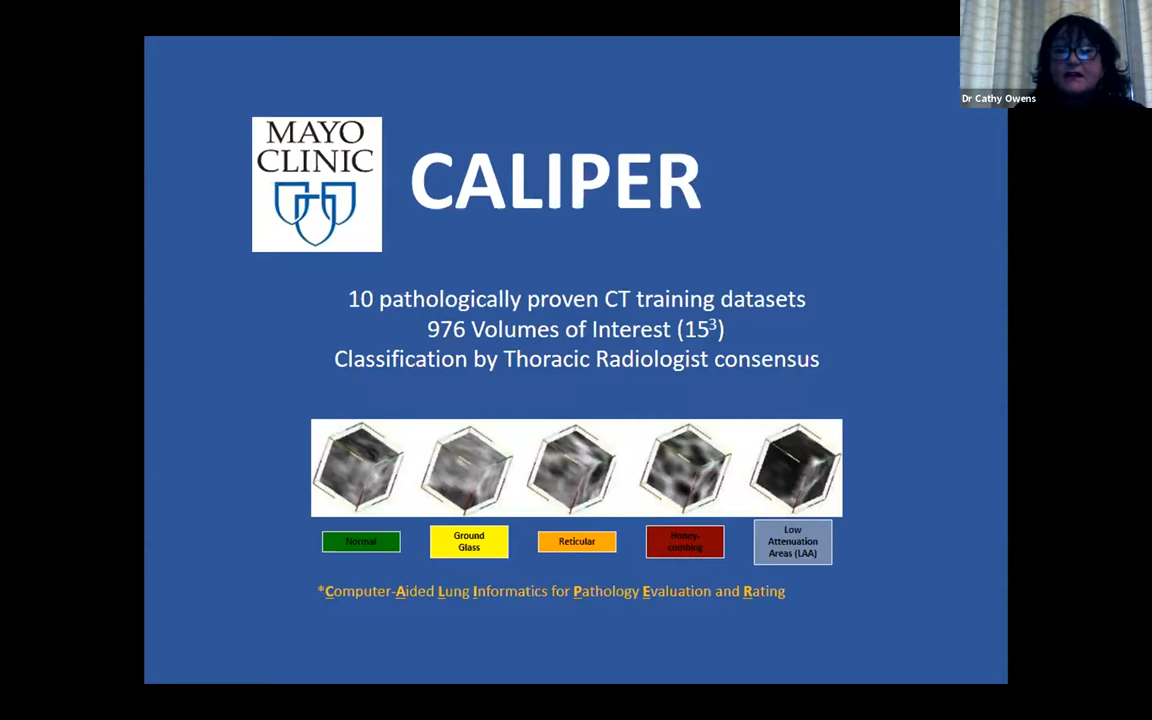 MAYO
CLINIC
CALIPER
10 pathologically proven CT training datasets
976 Volumes of Interest (15³)
Classification by Thoracic Radiologist consensus
Normal
Ground
Glass
Reticular
Honey-
combing
Low
Attenuation
Areas (LAA)
*Computer-Aided Lung Informatics for Pathology Evaluation and Rating
Dr Cathy Owens